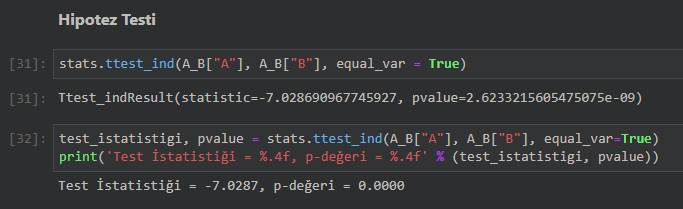 Hipotez Testi
[31]: stats.ttest_ind(A_B["A"], A_B["B"], equal_var = True)
[31]: Ttest_indResult(statistic=-7.028690967745927, pvalue=2.6233215605475075e-09)
[32]: test_istatistigi, pvalue = stats.ttest_ind(A_B["A"], A_B["B"], equal_var=True)
print('Test İstatistiği = %.4f, p-değeri = %.4f' % (test_istatistigi, pvalue))
Test İstatistiği = -7.0287, p-değeri = 0.0000